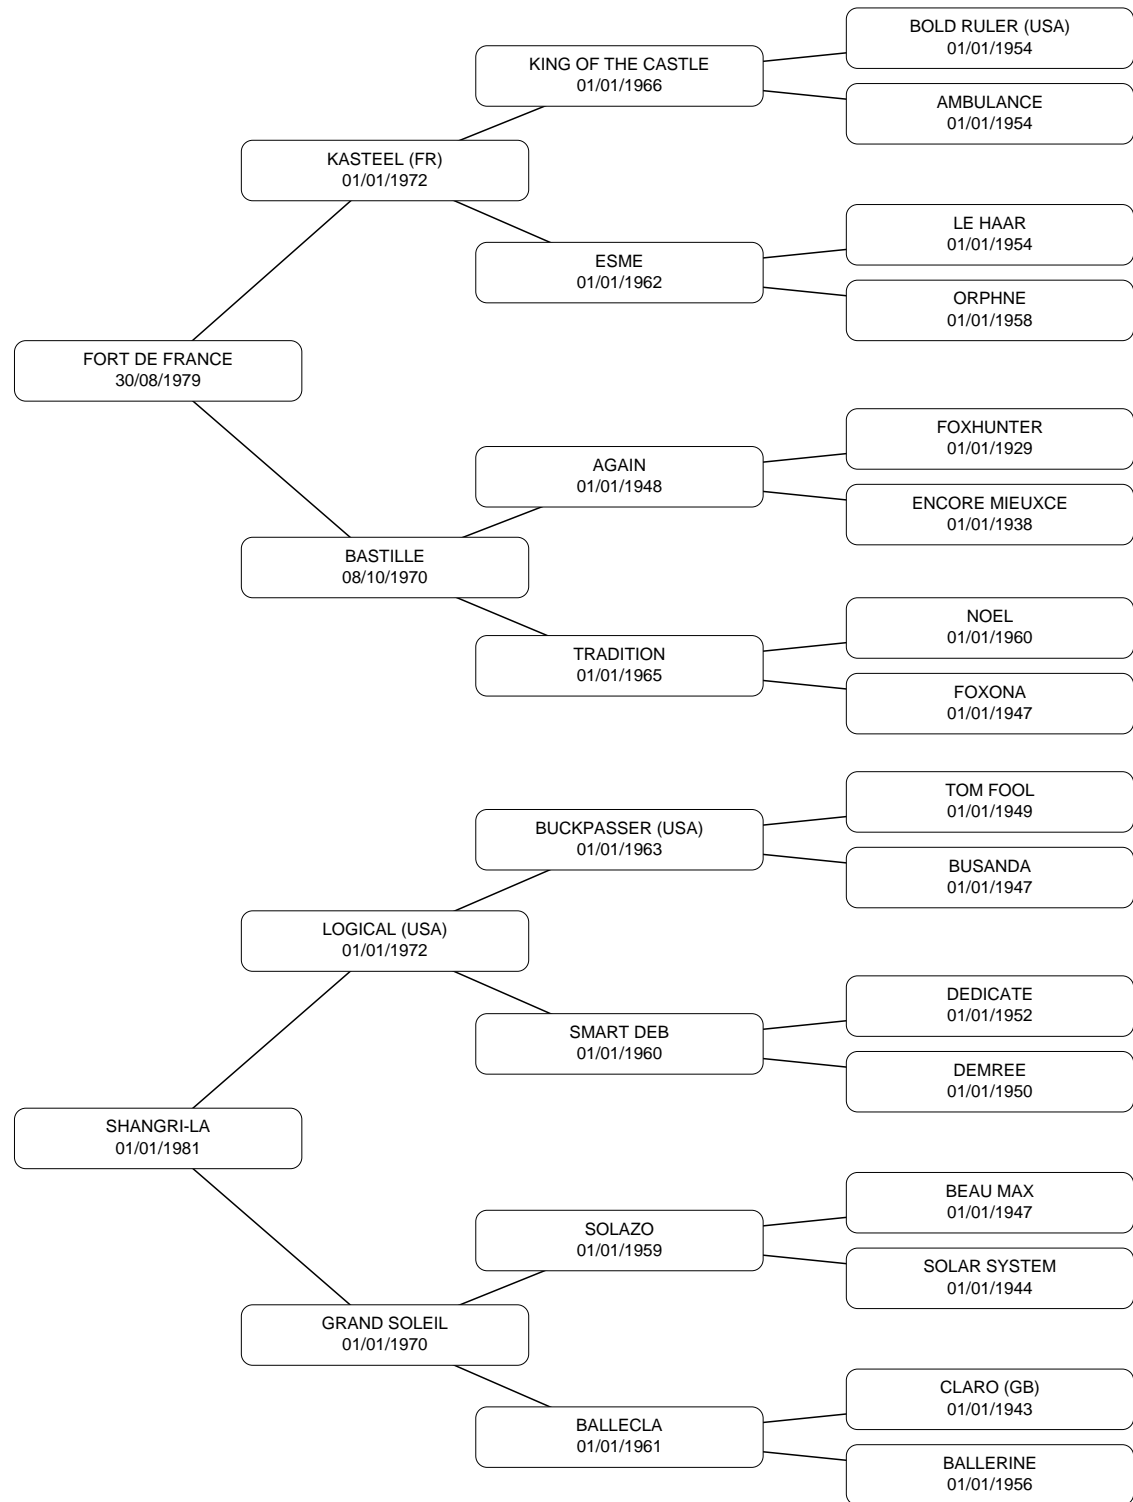 BOLD RULER (USA)
01/01/1954
KING OF THE CASTLE
01/01/1966
AMBULANCE
01/01/1954
KASTEEL (FR)
01/01/1972
LE HAAR
01/01/1954
ESME
01/01/1962
ORPHNE
01/01/1958
FORT DE FRANCE
30/08/1979
FOXHUNTER
01/01/1929
AGAIN
01/01/1948
ENCORE MIEUXCE
01/01/1938
BASTILLE
08/10/1970
NOEL
01/01/1960
TRADITION
01/01/1965
FOXONA
01/01/1947
TOM FOOL
01/01/1949
BUCKPASSER (USA)
01/01/1963
BUSANDA
01/01/1947
LOGICAL (USA)
01/01/1972
DEDICATE
01/01/1952
SMART DEB
01/01/1960
DEMREE
01/01/1950
SHANGRI-LA
01/01/1981
BEAU MAX
01/01/1947
SOLAZO
01/01/1959
SOLAR SYSTEM
01/01/1944
GRAND SOLEIL
01/01/1970
CLARO (GB)
01/01/1943
BALLECLA
01/01/1961
BALLERINE
01/01/1956